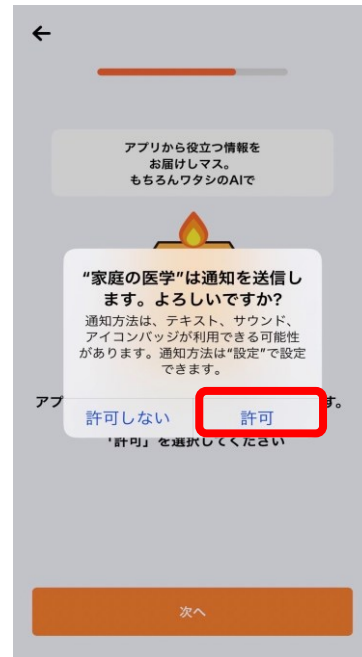 アプリから役立つ情報を
お届けしマス。
もちろんワタシのAIで
“家庭の医学”は通知を送信し
ます。よろしいですか?
通知方法は、テキスト、サウンド、
アイコンバッジが利用できる可能性
があります。通知方法は“設定”で設定
できます。
アプ
す。
許可しない
許可
「許可」を選択してください
次へ